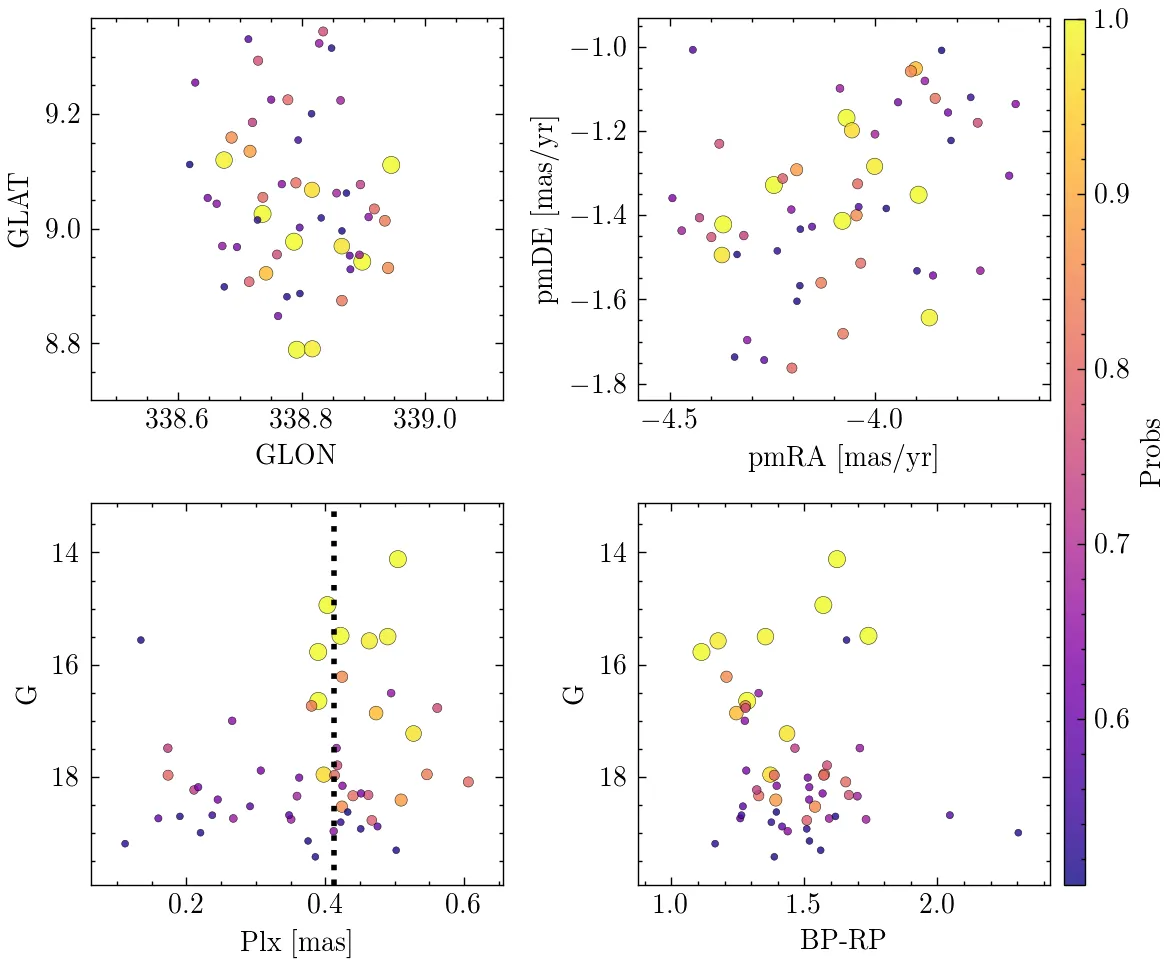 9.2
9.0
8.8
GLAT
338.6 338.8 339.0
GLON
−1.0
−1.2
−1.4
−1.6
−1.8
pmDE [mas/yr]
−4.5 −4.0
pmRA [mas/yr]
14
16
18
G
0.2 0.4 0.6
Plx [mas]
14
16
18
G
1.0 1.5 2.0
BP-RP
1.0
0.9
0.8
0.7
0.6
Probs